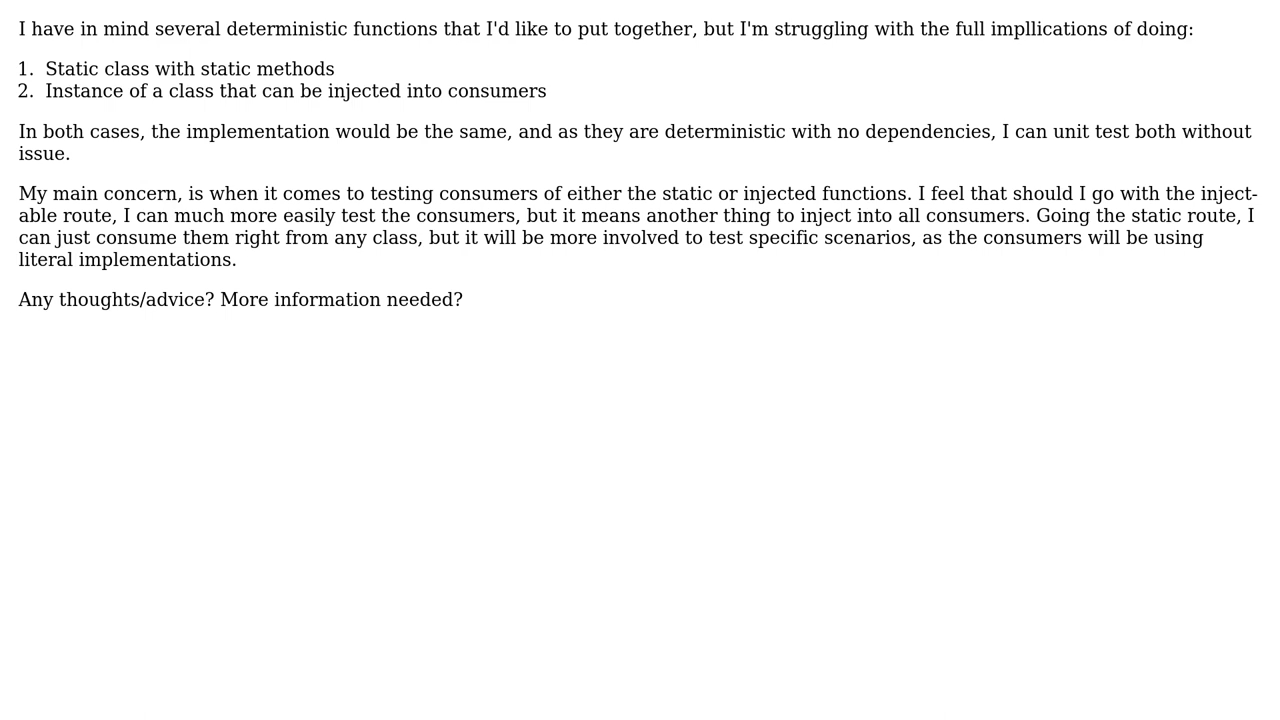 I have in mind several deterministic functions that I'd like to put together, but I'm struggling with the full impllications of doing:
1. Static class with static methods
2. Instance of a class that can be injected into consumers
In both cases, the implementation would be the same, and as they are deterministic with no dependencies, I can unit test both without
issue.
My main concern, is when it comes to testing consumers of either the static or injected functions. I feel that should I go with the inject-
able route, I can much more easily test the consumers, but it means another thing to inject into all consumers. Going the static route, I
can just consume them right from any class, but it will be more involved to test specific scenarios, as the consumers will be using
literal implementations.
Any thoughts/advice? More information needed?